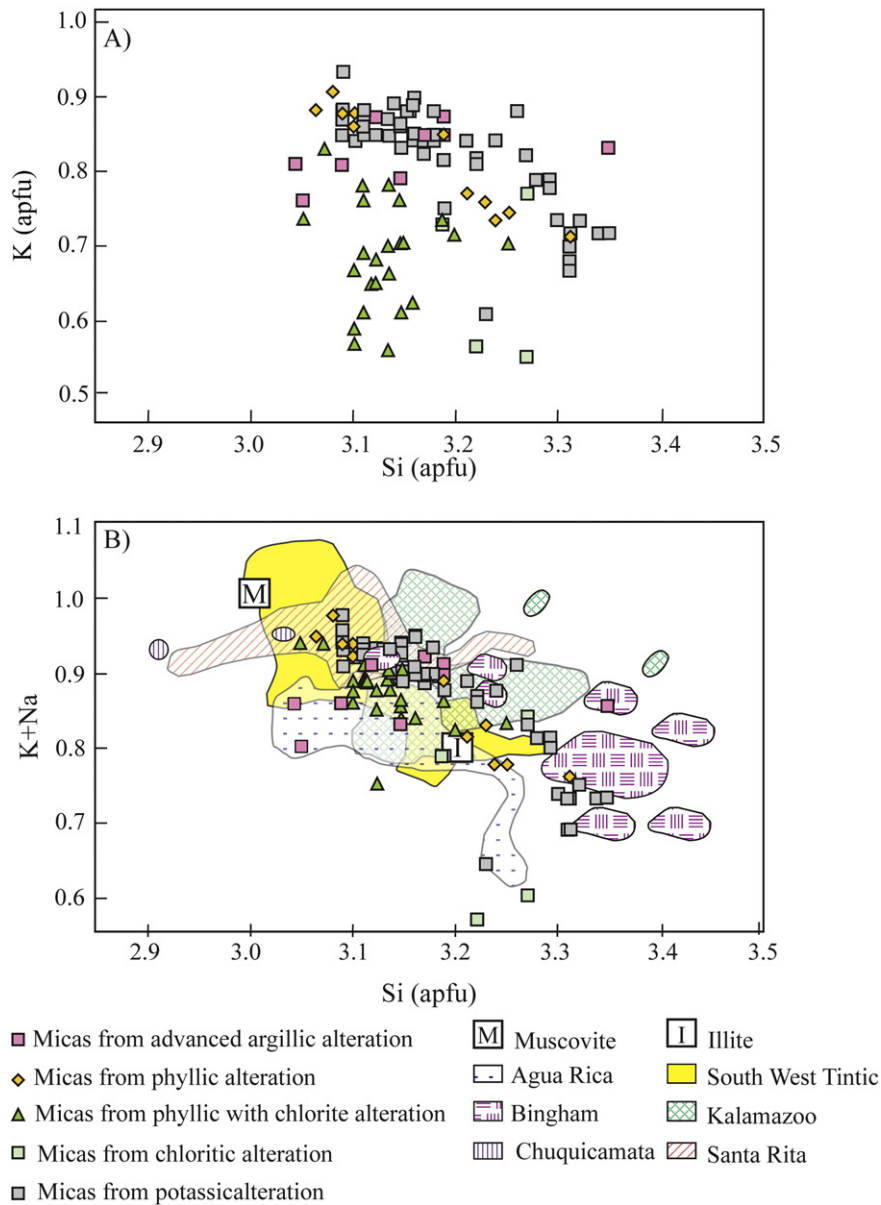 A)
1.0
0.9
0.8
0.7
0.6
0.5
K (apfu)
2.9 3.0 3.1 3.2 3.3 3.4 3.5
Si (apfu)
B)
1.1
1.0
0.9
0.8
0.7
0.6
K+Na
M
I
2.9 3.0 3.1 3.2 3.3 3.4 3.5
Si (apfu)
Micas from advanced argillic alteration
Micas from phyllic alteration
Micas from phyllic with chlorite alteration
Micas from chloritic alteration
Micas from potassicalteration
M Muscovite
Agua Rica
Bingham
Chuquicamata
I Illite
South West Tintic
Kalamazoo
Santa Rita